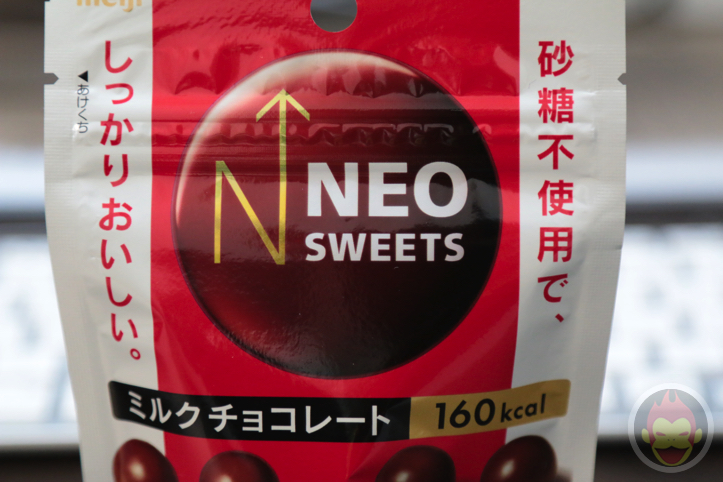 meiji
砂糖不使用で、
しっかりおいしい。
◀あけくち
NEO
SWEETS
ミルクチョコレート
160kcal